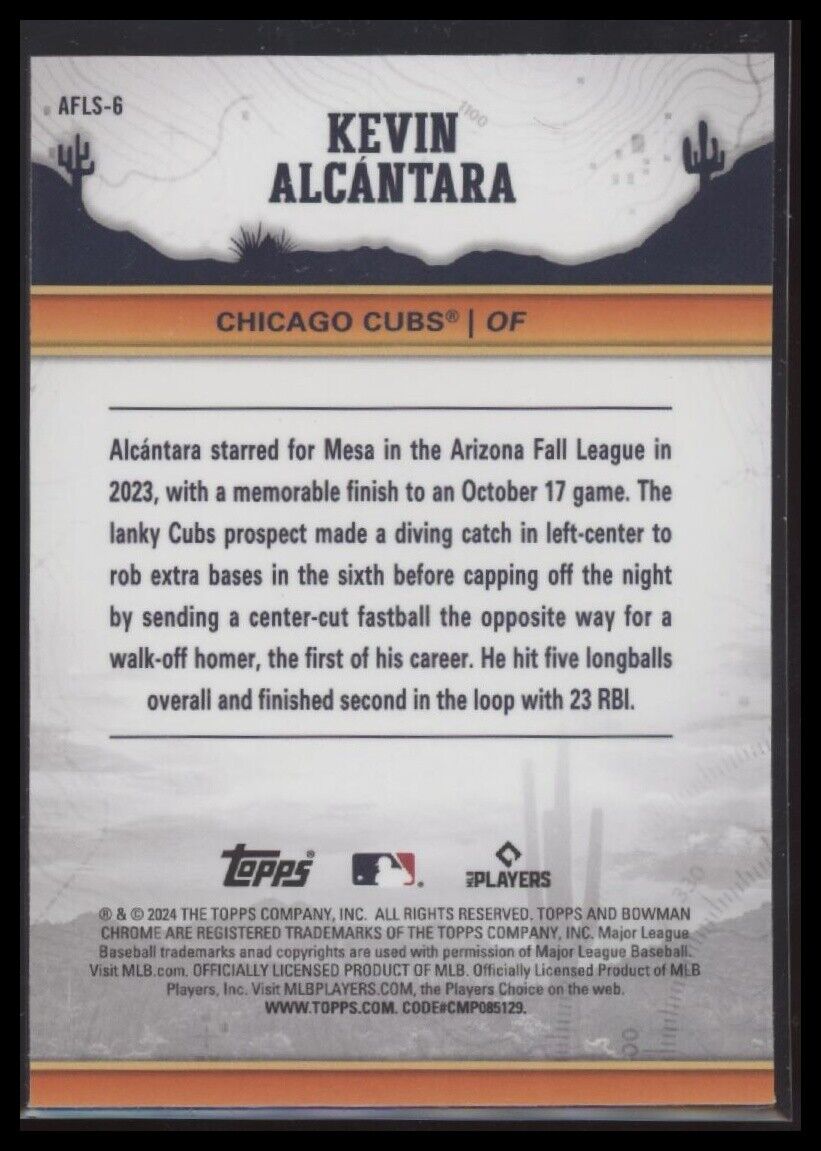 AFLS-6
1100
KEVIN
ALCÁNTARA
CHICAGO CUBS® | OF
Alcántara starred for Mesa in the Arizona Fall League in
2023, with a memorable finish to an October 17 game. The
lanky Cubs prospect made a diving catch in left-center to
rob extra bases in the sixth before capping off the night
by sending a center-cut fastball the opposite way for a
walk-off homer, the first of his career. He hit five longballs
overall and finished second in the loop with 23 RBI.
topps® MLB PLAYERS
® & © 2024 THE TOPPS COMPANY, INC. ALL RIGHTS RESERVED. TOPPS AND BOWMAN
CHROME ARE REGISTERED TRADEMARKS OF THE TOPPS COMPANY, INC. Major League
Baseball trademarks anad copyrights are used with permission of Major League Baseball.
Visit MLB.com. OFFICIALLY LICENSED PRODUCT OF MLB. Officially Licensed Product of MLB
Players, Inc. Visit MLBPLAYERS.COM, the Players Choice on the web.
WWW.TOPPS.COM. CODE#CMP085129.